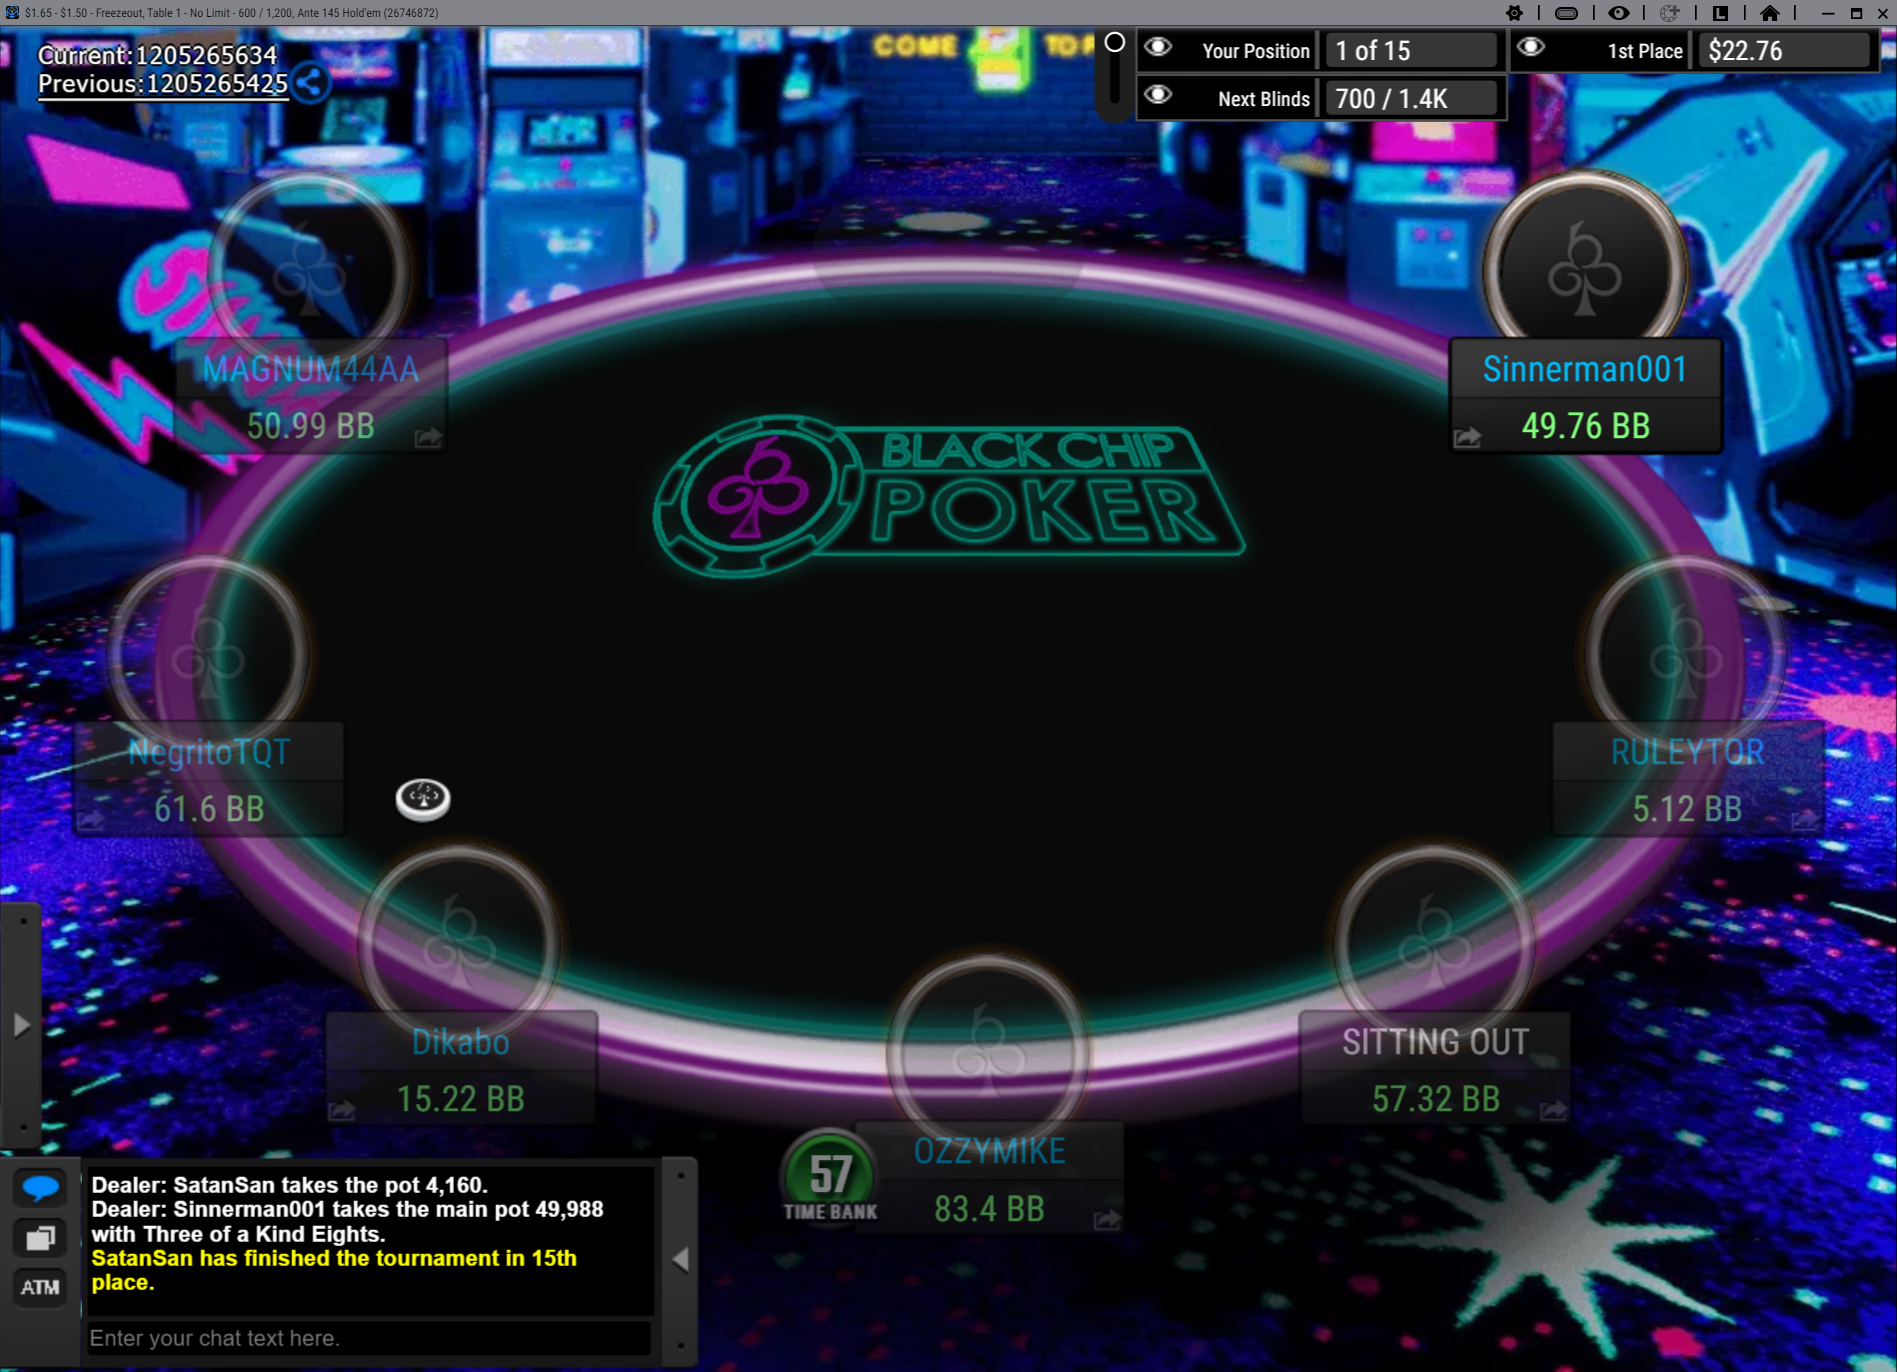 $1.65 - $1.50 - Freezeout, Table 1 - No Limit - 600 / 1,200, Ante 145 Hold'em (26746872)
L
Current:1205265634
Previous:1205265425
COME
Your Position
1 of 15
1st Place
$22.76
Next Blinds
700 / 1.4K
MAGNUM44AA
50.99 BB
Sinnerman001
49.76 BB
BLACK CHIP
POKER
NegritoTQT
61.6 BB
RULEYTOR
5.12 BB
Dikabo
15.22 BB
SITTING OUT
57.32 BB
57
TIME BANK
OZZYMIKE
83.4 BB
Dealer: SatanSan takes the pot 4,160.
Dealer: Sinnerman001 takes the main pot 49,988
with Three of a Kind Eights.
SatanSan has finished the tournament in 15th
place.
ATM
Enter your chat text here.